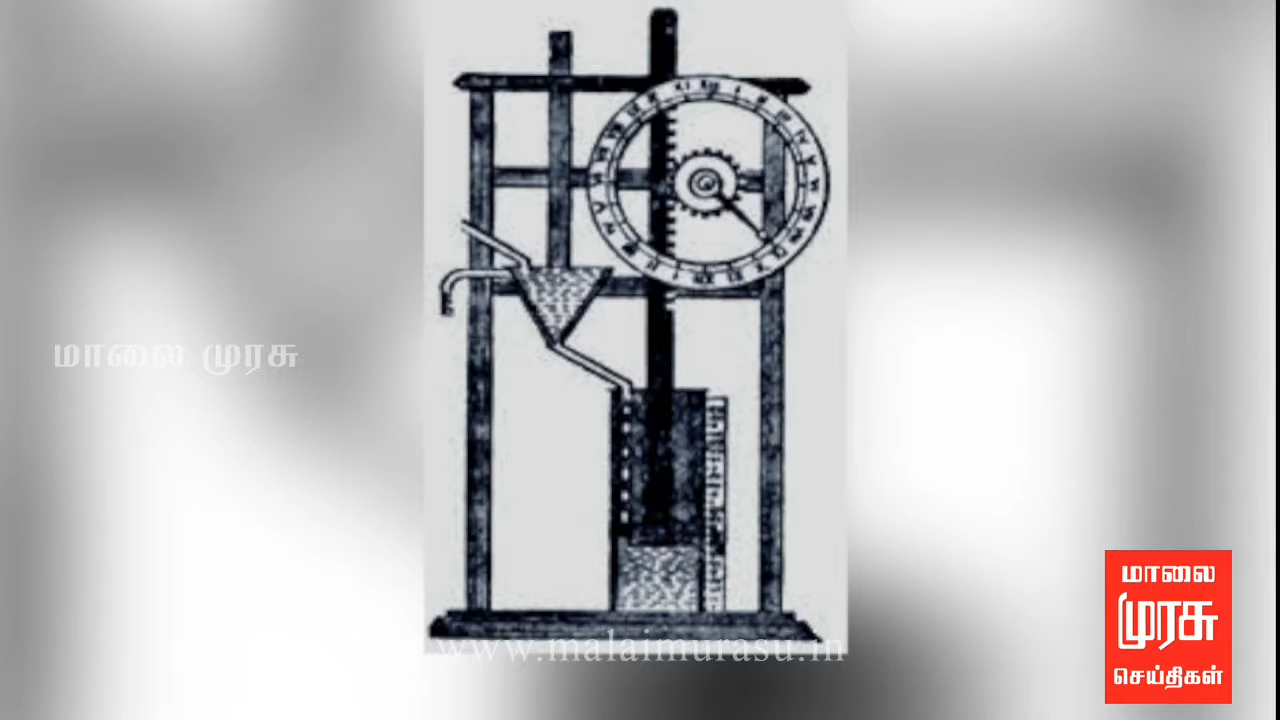 மாலை முரசு
www.malaimurasu.in
மாலை
முரசு
செய்திகள்